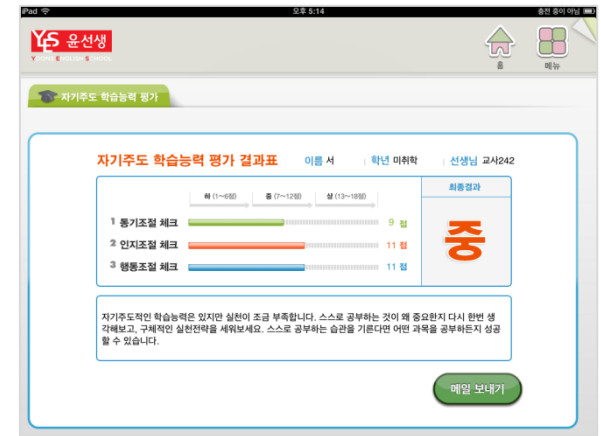 iPad
오후 5:14
충전 중이 아님
YES 윤선생
YOON'S ENGLISH SCHOOL
홈
메뉴
자기주도 학습능력 평가
자기주도 학습능력 평가 결과표 이름 서 학년 미취학 선생님 교사242
하 (1~6점) 중 (7~12점) 상 (13~18점)
최종결과
1 동기조절 체크 9 점
2 인지조절 체크 11 점
3 행동조절 체크 11 점
중
자기주도적인 학습능력은 있지만 실천이 조금 부족합니다. 스스로 공부하는 것이 왜 중요한지 다시 한번 생
각해보고, 구체적인 실천전략을 세워보세요. 스스로 공부하는 습관을 기른다면 어떤 과목을 공부하든지 성공
할 수 있습니다.
메일 보내기